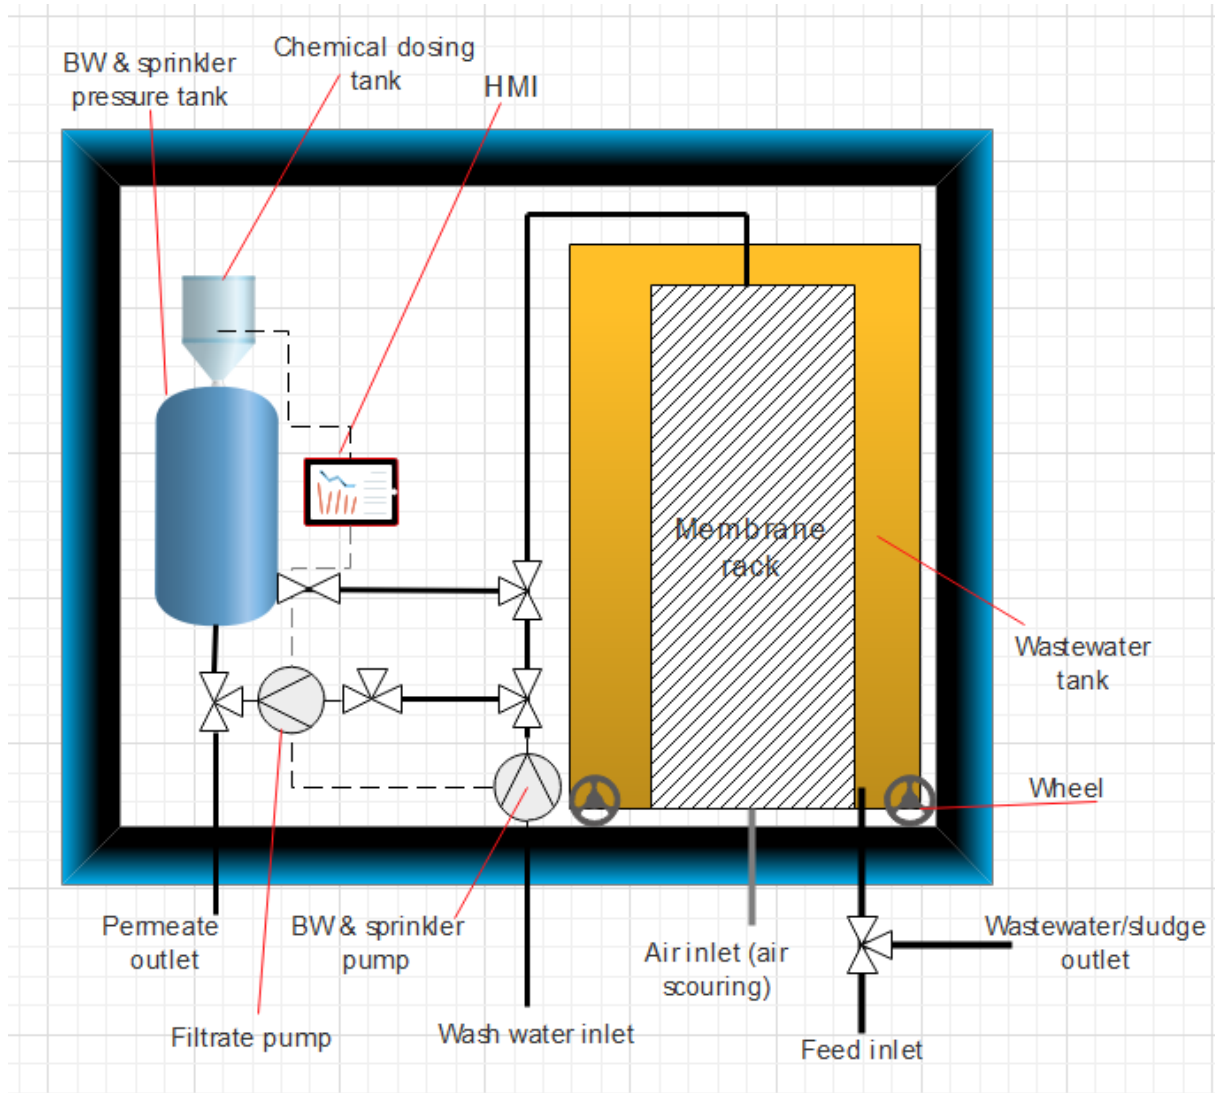 Chemical dosing
tank
BW & sprinkler
pressure tank
HMI
Membrane
rack
Wastewater
tank
Wheel
Permeate
outlet
BW & sprinkler
pump
Air inlet (air
scouring)
Wastewater/sludge
outlet
Filtrate pump
Wash water inlet
Feed inlet